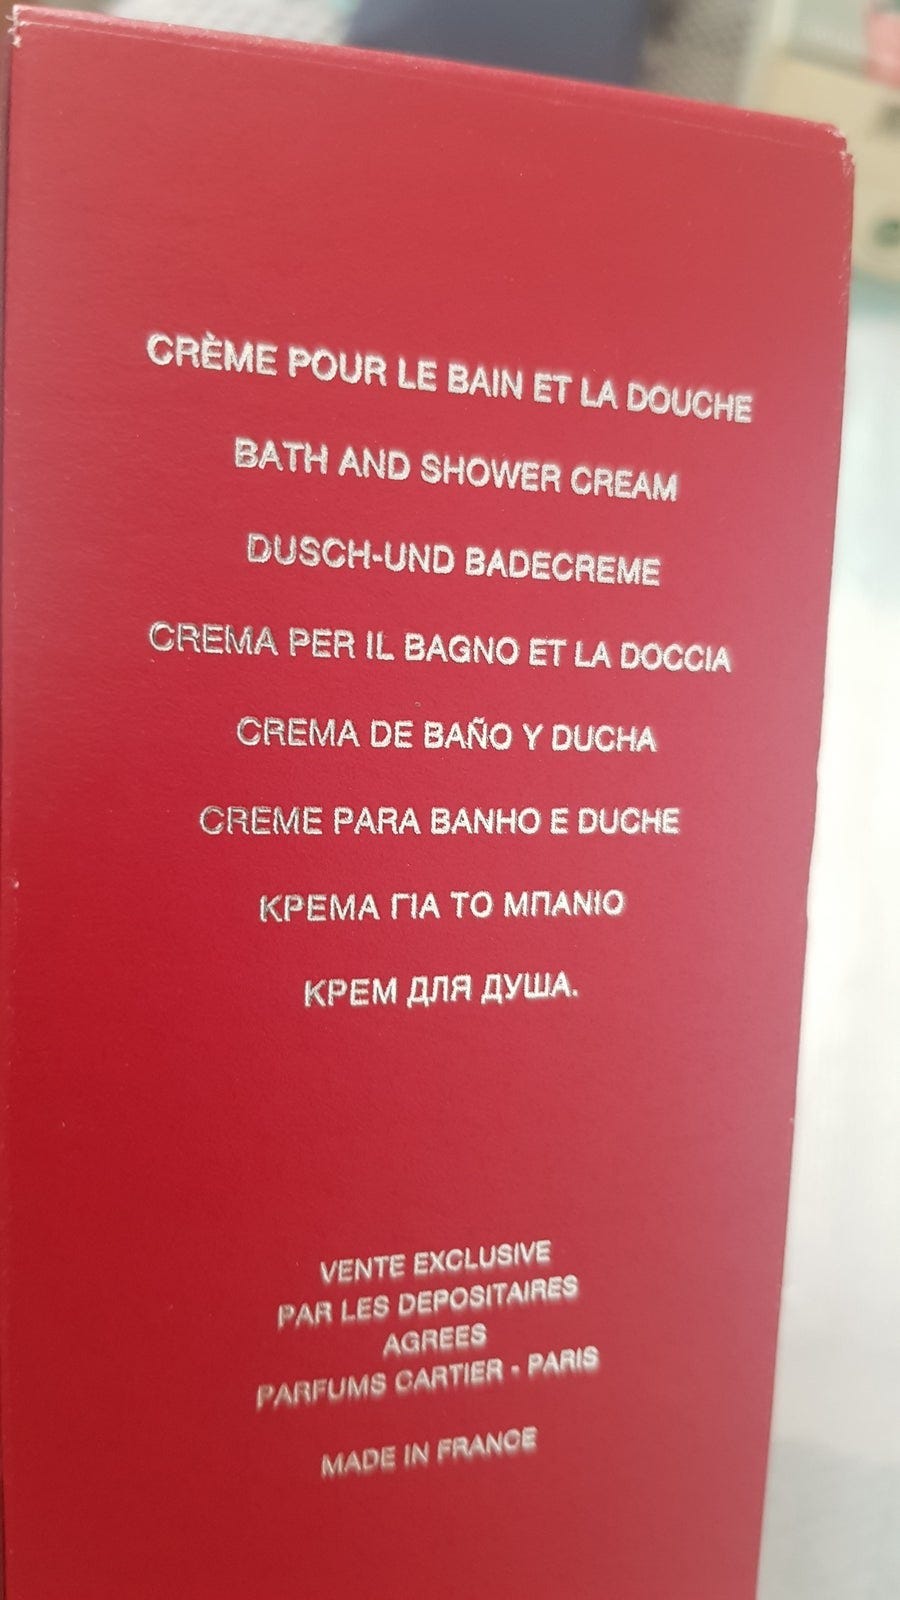 CRÈME POUR LE BAIN ET LA DOUCHE
BATH AND SHOWER CREAM
DUSCH-UND BADECREME
CREMA PER IL BAGNO ET LA DOCCIA
CREMA DE BAÑO Y DUCHA
CREME PARA BANHO E DUCHE
ΚΡΕΜΑ ΓΙΑ ΤΟ ΜΠΑΝΙΟ
КРЕМ ДЛЯ ДУША.
VENTE EXCLUSIVE
PAR LES DEPOSITAIRES
AGREES
PARFUMS CARTIER - PARIS
MADE IN FRANCE